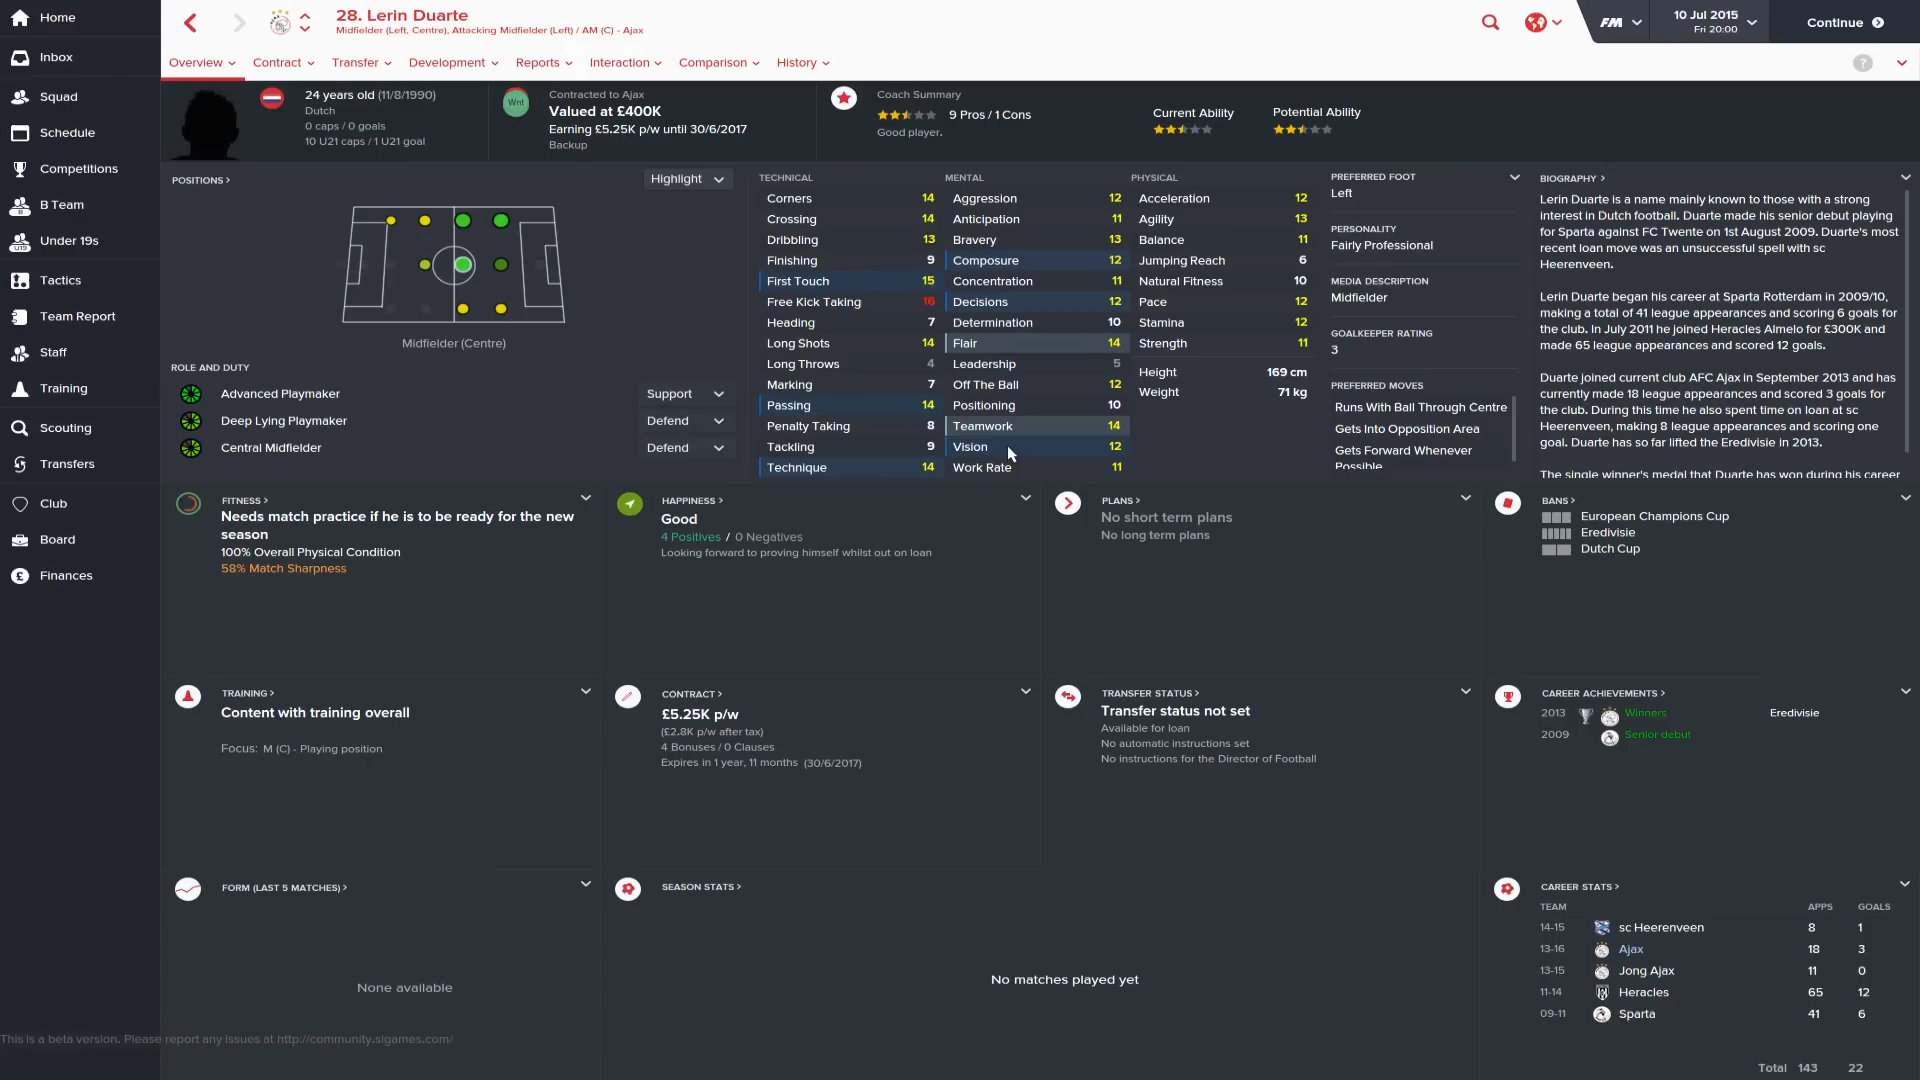 Home
Inbox
Squad
Schedule
Competitions
B Team
Under 19s
Tactics
Team Report
Staff
Training
Scouting
Transfers
Club
Board
Finances
28. Lerin Duarte
Midfielder (Left, Centre), Attacking Midfielder (Left) / AM (C) - Ajax
FM
10 Jul 2015
Fri 20:00
Continue
Overview Contract Transfer Development Reports Interaction Comparison History
?
24 years old (11/8/1990)
Dutch
0 caps / 0 goals
10 U21 caps / 1 U21 goal
Wnt
Contracted to Ajax
Valued at £400K
Earning £5.25K p/w until 30/6/2017
Backup
Coach Summary
9 Pros / 1 Cons
Good player.
Current Ability
Potential Ability
POSITIONS >
Highlight
Midfielder (Centre)
ROLE AND DUTY
Advanced Playmaker Support
Deep Lying Playmaker Defend
Central Midfielder Defend
TECHNICAL
Corners 14
Crossing 14
Dribbling 13
Finishing 9
First Touch 15
Free Kick Taking 16
Heading 7
Long Shots 14
Long Throws 4
Marking 7
Passing 14
Penalty Taking 8
Tackling 9
Technique 14
MENTAL
Aggression 12
Anticipation 11
Bravery 13
Composure 12
Concentration 11
Decisions 12
Determination 10
Flair 14
Leadership 5
Off The Ball 12
Positioning 10
Teamwork 14
Vision 12
Work Rate 11
PHYSICAL
Acceleration 12
Agility 13
Balance 11
Jumping Reach 6
Natural Fitness 10
Pace 12
Stamina 12
Strength 11
Height 169 cm
Weight 71 kg
PREFERRED FOOT
Left
PERSONALITY
Fairly Professional
MEDIA DESCRIPTION
Midfielder
GOALKEEPER RATING
3
PREFERRED MOVES
Runs With Ball Through Centre
Gets Into Opposition Area
Gets Forward Whenever
Possible
BIOGRAPHY >
Lerin Duarte is a name mainly known to those with a strong
interest in Dutch football. Duarte made his senior debut playing
for Sparta against FC Twente on 1st August 2009. Duarte's most
recent loan move was an unsuccessful spell with sc
Heerenveen.
Lerin Duarte began his career at Sparta Rotterdam in 2009/10,
making a total of 41 league appearances and scoring 6 goals for
the club. In July 2011 he joined Heracles Almelo for £300K and
made 65 league appearances and scored 12 goals.
Duarte joined current club AFC Ajax in September 2013 and has
currently made 18 league appearances and scored 3 goals for
the club. During this time he also spent time on loan at sc
Heerenveen, making 8 league appearances and scoring one
goal. Duarte has so far lifted the Eredivisie in 2013.
The single winner's medal that Duarte has won during his career
FITNESS >
Needs match practice if he is to be ready for the new
season
100% Overall Physical Condition
58% Match Sharpness
HAPPINESS >
Good
4 Positives / 0 Negatives
Looking forward to proving himself whilst out on loan
PLANS >
No short term plans
No long term plans
BANS >
European Champions Cup
Eredivisie
Dutch Cup
TRAINING >
Content with training overall
Focus: M (C) - Playing position
CONTRACT >
£5.25K p/w
(£2.8K p/w after tax)
4 Bonuses / 0 Clauses
Expires in 1 year, 11 months (30/6/2017)
TRANSFER STATUS >
Transfer status not set
Available for loan
No automatic instructions set
No instructions for the Director of Football
CAREER ACHIEVEMENTS >
2013 Winners Eredivisie
2009 Senior debut
FORM (LAST 5 MATCHES) >
None available
SEASON STATS >
No matches played yet
CAREER STATS >
TEAM APPS GOALS
14-15 sc Heerenveen 8 1
13-16 Ajax 18 3
13-15 Jong Ajax 11 0
11-14 Heracles 65 12
09-11 Sparta 41 6
Total 143 22
This is a beta version. Please report any issues at http://community.sigames.com/